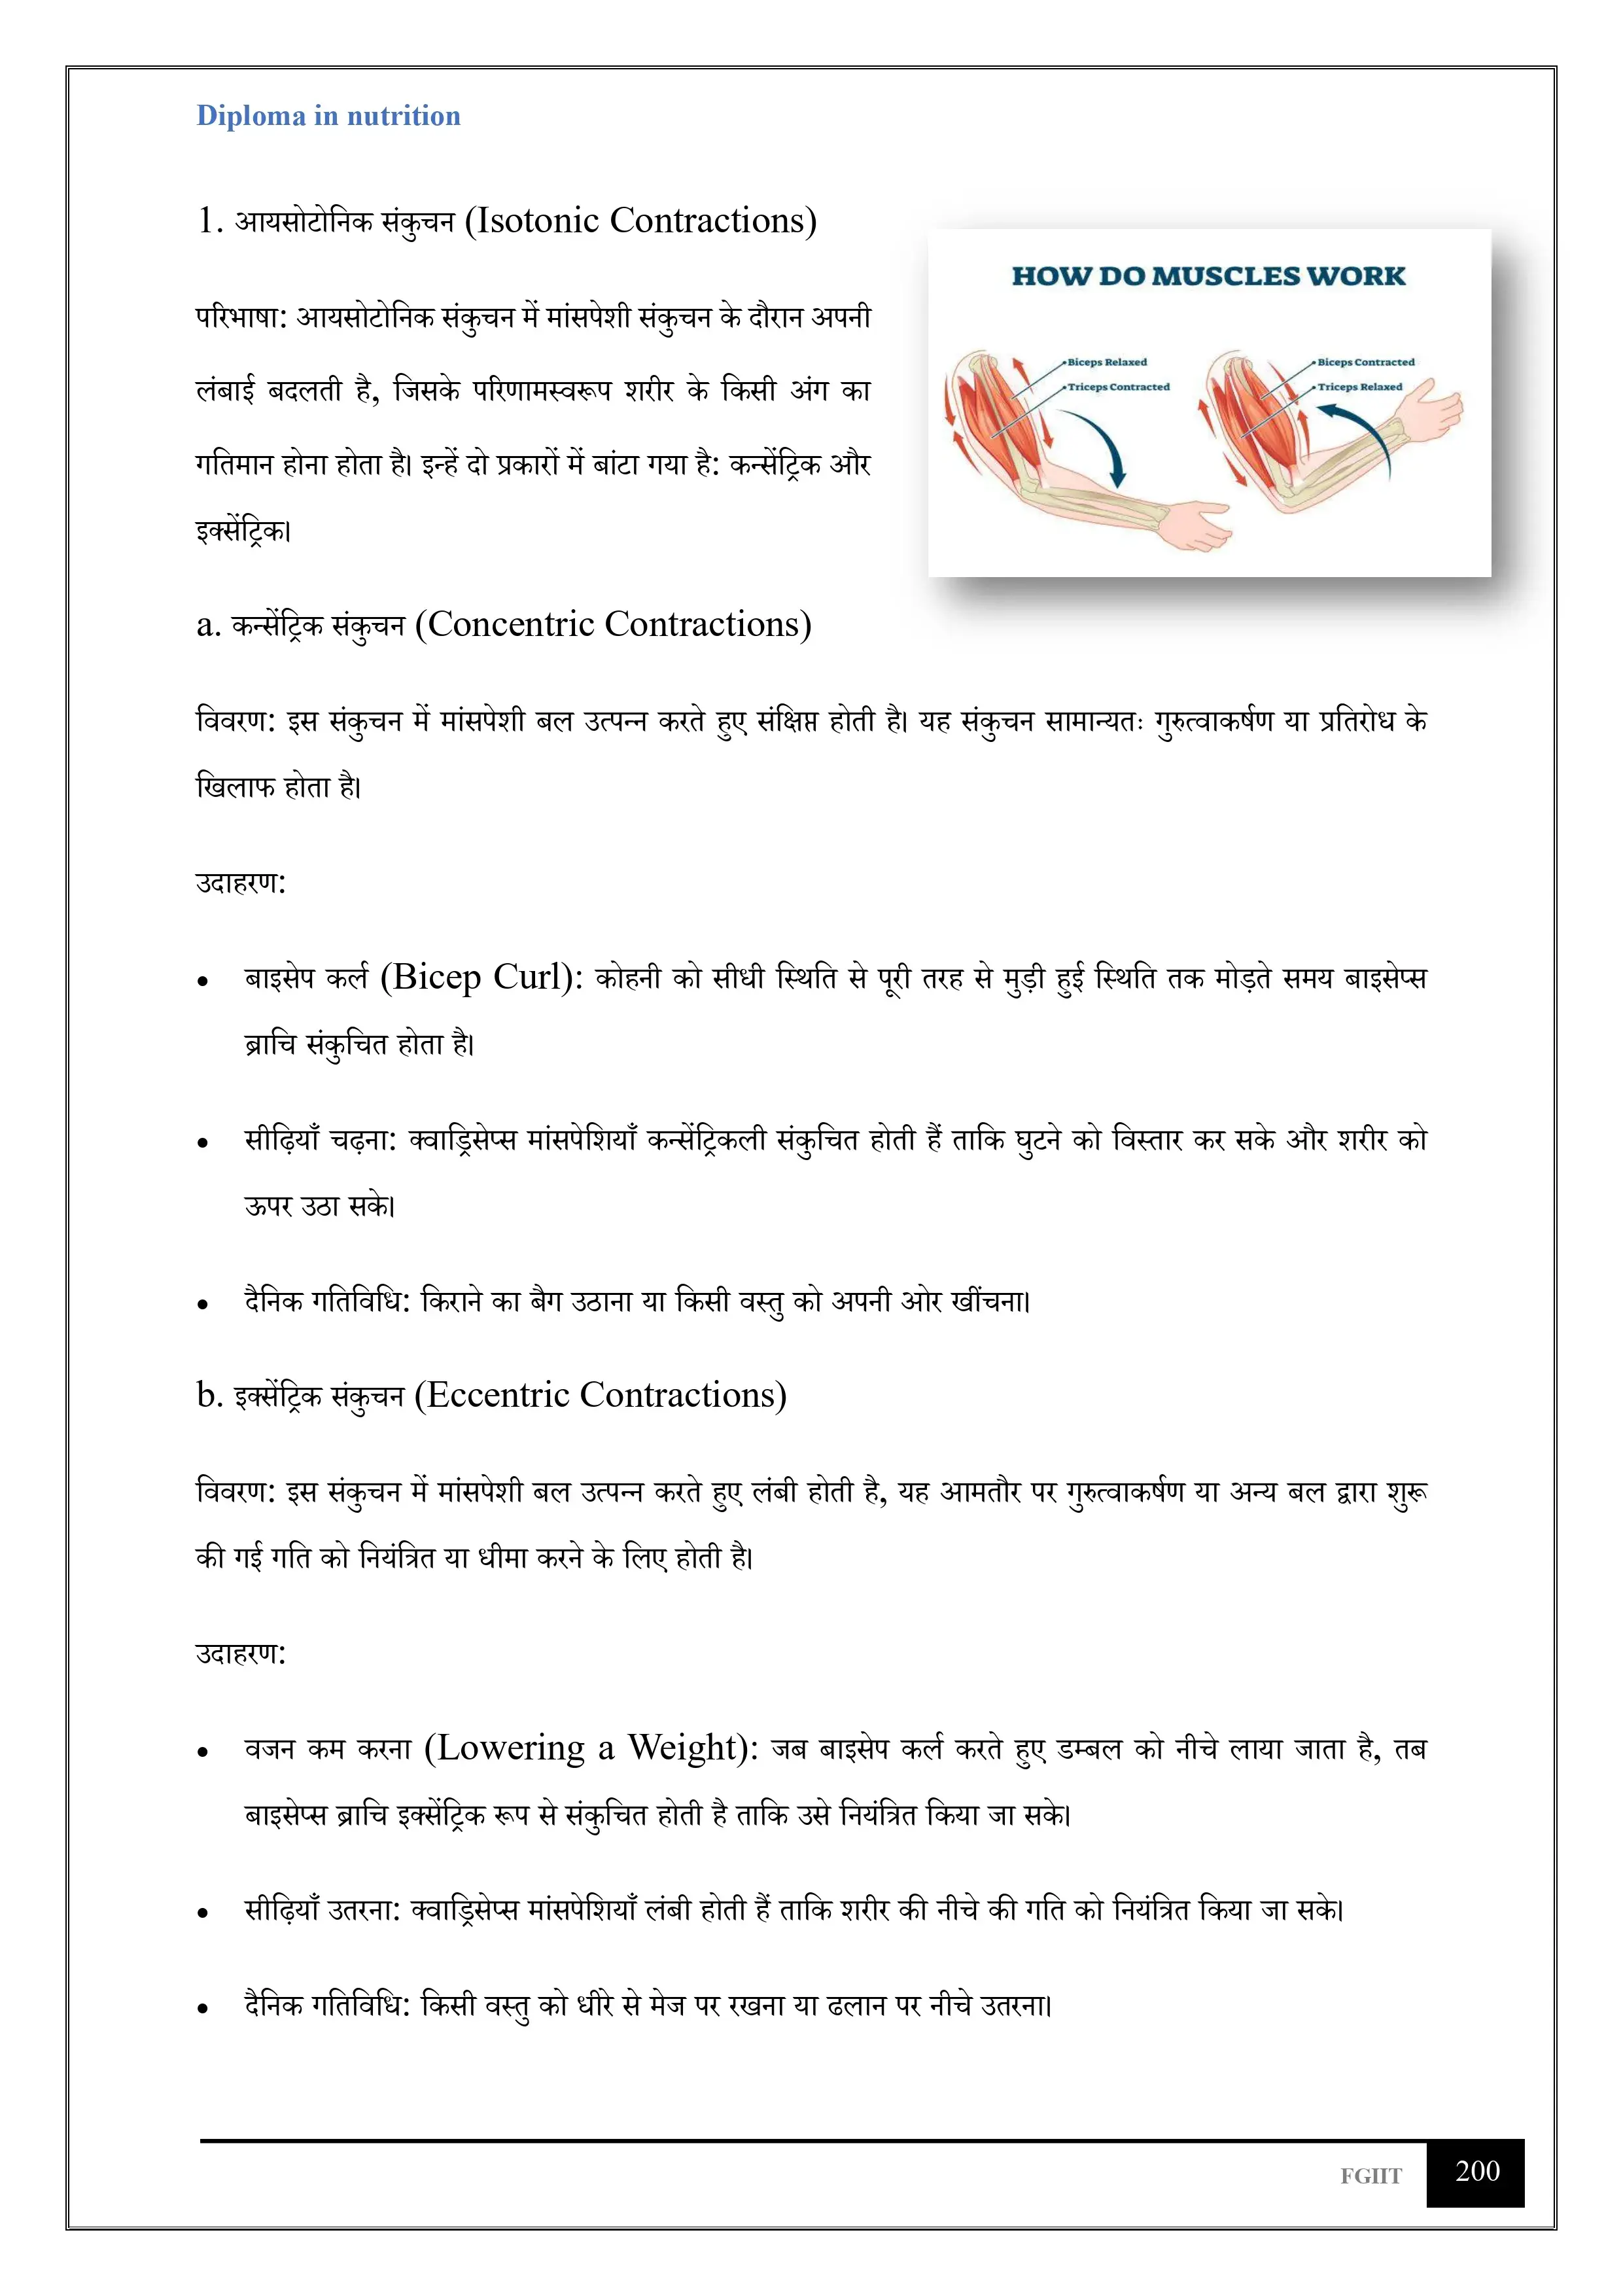 Diploma in nutrition
1. आयसोटोनिक संकुचन (Isotonic Contractions)
परिभाषा: आयसोटोनिक संकुचन में मांसपेशी संकुचन के दौरान अपनी
लंबाई बदलती है, जिसके परिणामस्वरूप शरीर के किसी अंग का
गतिमान होना होता है। इन्हें दो प्रकारों में बांटा गया है: कन्सेंट्रिक और
इक्सेंट्रिक।
HOW DO MUSCLES WORK
Biceps Relaxed
Triceps Contracted
Biceps Contracted
Triceps Relaxed
a. कन्सेंट्रिक संकुचन (Concentric Contractions)
विवरण: इस संकुचन में मांसपेशी बल उत्पन्न करते हुए संक्षिप्त होती है। यह संकुचन सामान्यतः गुरुत्वाकर्षण या प्रतिरोध के
खिलाफ होता है।
उदाहरण:
• बाइसेप कर्ल (Bicep Curl): कोहनी को सीधी स्थिति से पूरी तरह से मुड़ी हुई स्थिति तक मोड़ते समय बाइसेप्स
ब्राचि संकुचित होता है।
• सीढ़ियाँ चढ़ना: क्वाड्रिसेप्स मांसपेशियाँ कन्सेंट्रिकली संकुचित होती हैं ताकि घुटने को विस्तार कर सके और शरीर को
ऊपर उठा सके।
• दैनिक गतिविधि: किराने का बैग उठाना या किसी वस्तु को अपनी ओर खींचना।
b. इक्सेंट्रिक संकुचन (Eccentric Contractions)
विवरण: इस संकुचन में मांसपेशी बल उत्पन्न करते हुए लंबी होती है, यह आमतौर पर गुरुत्वाकर्षण या अन्य बल द्वारा शुरू
की गई गति को नियंत्रित या धीमा करने के लिए होती है।
उदाहरण:
• वजन कम करना (Lowering a Weight): जब बाइसेप कर्ल करते हुए डम्बल को नीचे लाया जाता है, तब
बाइसेप्स ब्राचि इक्सेंट्रिक रूप से संकुचित होती है ताकि उसे नियंत्रित किया जा सके।
• सीढ़ियाँ उतरना: क्वाड्रिसेप्स मांसपेशियाँ लंबी होती हैं ताकि शरीर की नीचे की गति को नियंत्रित किया जा सके।
• दैनिक गतिविधि: किसी वस्तु को धीरे से मेज पर रखना या ढलान पर नीचे उतरना।
FGIIT 200